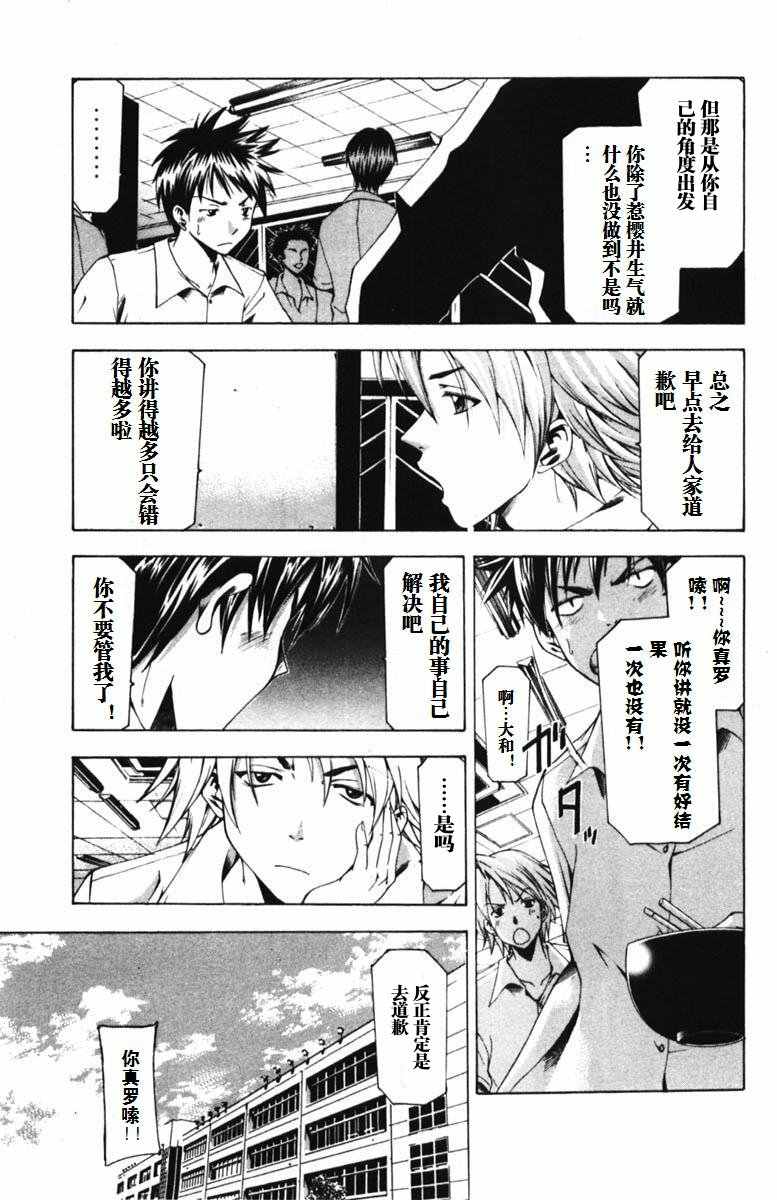 但那是从你自
己的角度出发
你除了惹樱井生气就
什么也没做到不是吗
…
………
总之
早点去给人家道
歉吧
你讲得越多只会错
得越多啦
啊~~~你真罗
嗦!
听你讲就没一次有好结
果
一次也没有!!
啊…大和!
ガタッ
我自己的事自己
解决吧
你不要管我了!
……是吗
反正肯定是
去道歉
你真罗嗦!!